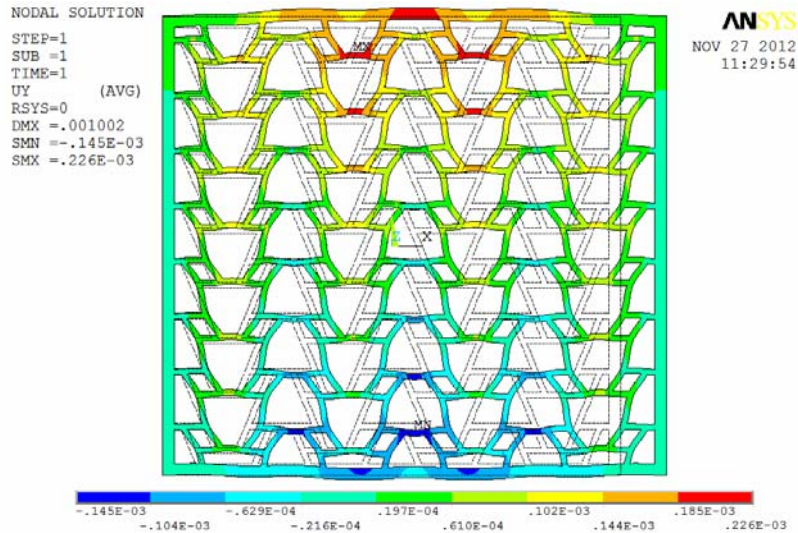 NODAL SOLUTION
STEP=1
SUB =1
TIME=1
UY (AVG)
RSYS=0
DMX =.001002
SMN =-.145E-03
SMX =.226E-03
ANSYS
NOV 27 2012
11:29:54
MN
Z X
MN
-.145E-03 -.629E-04 .197E-04 .102E-03 .185E-03
-.104E-03 -.216E-04 .610E-04 .144E-03 .226E-03